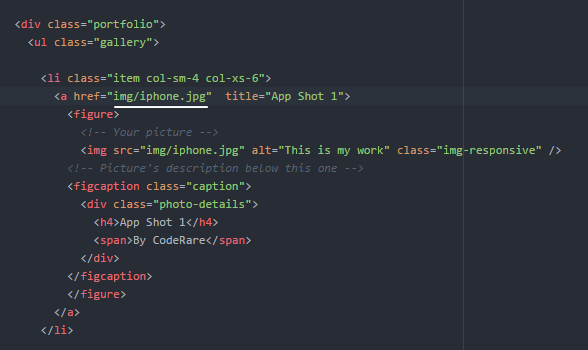 <div class="portfolio">
<ul class="gallery">
<li class="item col-sm-4 col-xs-6">
<a href="img/iphone.jpg"  title="App Shot 1">
<figure>
<!-- Your picture -->
<img src="img/iphone.jpg" alt="This is my work" class="img-responsive" />
<!-- Picture's description below this one -->
<figcaption class="caption">
<div class="photo-details">
<h4>App Shot 1</h4>
<span>By CodeRare</span>
</div>
</figcaption>
</figure>
</a>
</li>